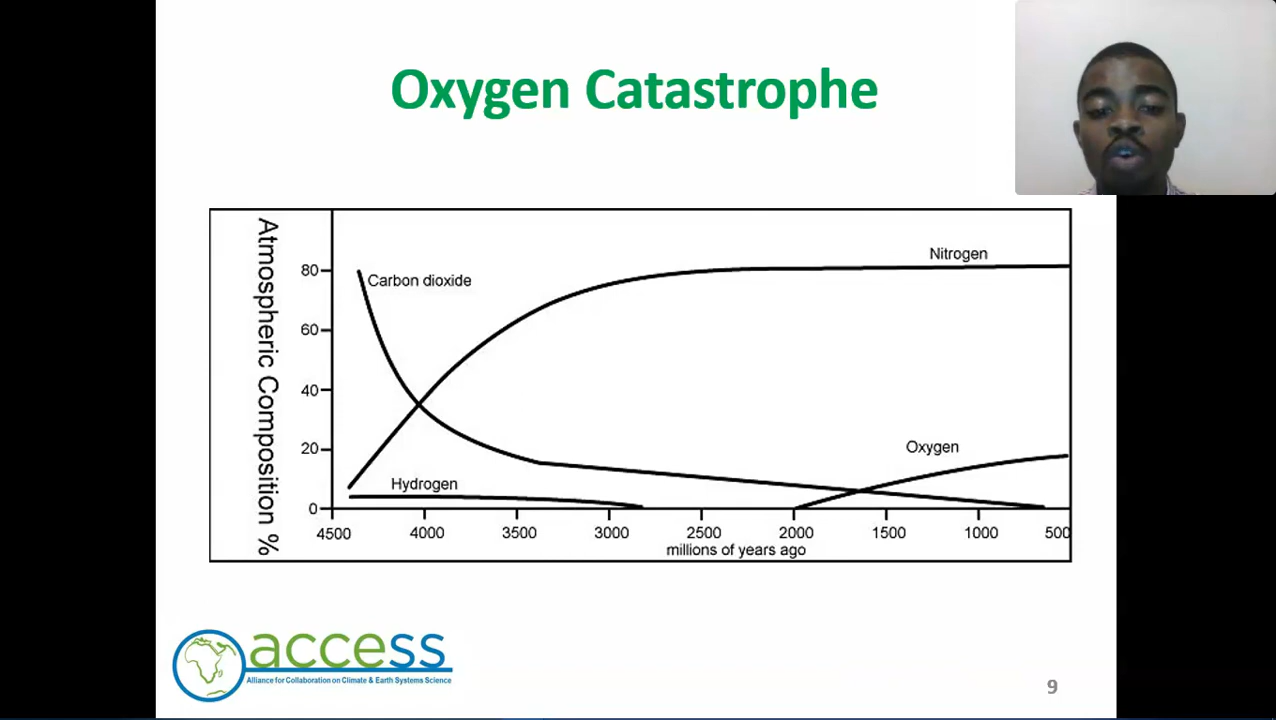 Oxygen Catastrophe
Atmospheric Composition %
80
60
40
20
0
Carbon dioxide
Nitrogen
Hydrogen
Oxygen
4500 4000 3500 3000 2500 2000 1500 1000 500
millions of years ago
access
Alliance for Collaboration on Climate & Earth Systems Science
9